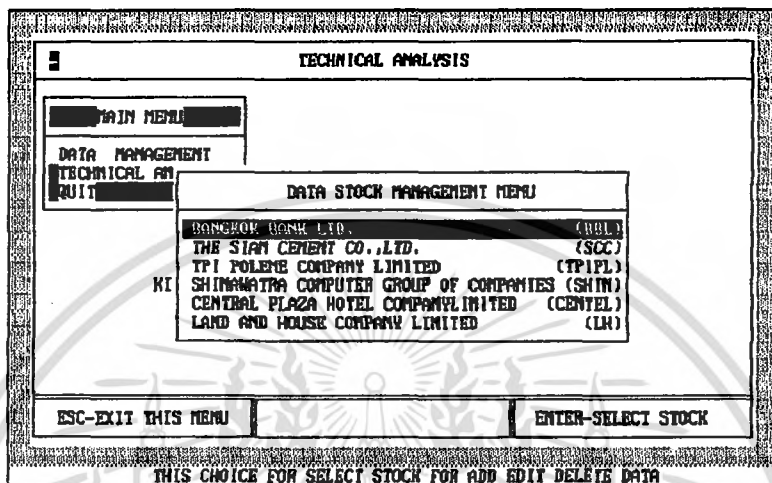 TECHNICAL ANALYSIS
MAIN MENU
DATA MANAGEMENT
TECHNICAL AN
QUIT
DATA STOCK MANAGEMENT MENU
BANGKOK BANK LTD. (BBL)
THE SIAM CEMENT CO.,LTD. (SCC)
TPI POLENE COMPANY LIMITED (TPIPL)
KI SHINAWATRA COMPUTER GROUP OF COMPANIES (SHIN)
CENTRAL PLAZA HOTEL COMPANYLIMITED (CENTEL)
LAND AND HOUSE COMPANY LIMITED (LH)
ESC-EXIT THIS MENU
ENTER-SELECT STOCK
THIS CHOICE FOR SELECT STOCK FOR ADD EDIT DELETE DATA